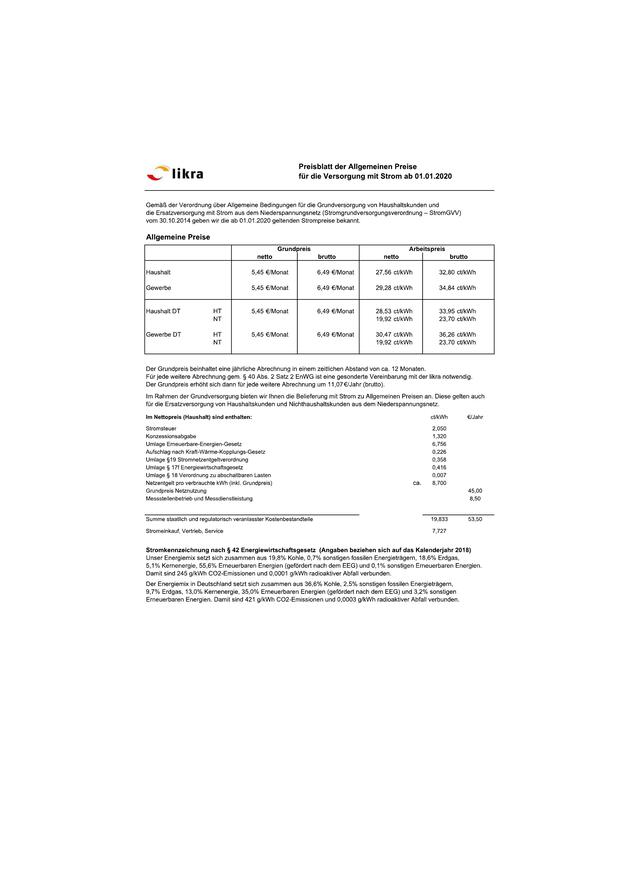 likra
Preisblatt der Allgemeinen Preise
für die Versorgung mit Strom ab 01.01.2020
Gemäß der Verordnung über Allgemeine Bedingungen für die Grundversorgung von Haushaltskunden und
die Ersatzversorgung mit Strom aus dem Niederspannungsnetz (Stromgrundversorgungsverordnung – StromGVV)
vom 30.10.2014 geben wir die ab 01.01.2020 geltenden Strompreise bekannt.
Allgemeine Preise
Grundpreis Arbeitspreis
netto brutto netto brutto
Haushalt 5,45 €/Monat 6,49 €/Monat 27,56 ct/kWh 32,80 ct/kWh
Gewerbe 5,45 €/Monat 6,49 €/Monat 29,28 ct/kWh 34,84 ct/kWh
Haushalt DT HT 5,45 €/Monat 6,49 €/Monat 28,53 ct/kWh 33,95 ct/kWh
NT 19,92 ct/kWh 23,70 ct/kWh
Gewerbe DT HT 5,45 €/Monat 6,49 €/Monat 30,47 ct/kWh 36,26 ct/kWh
NT 19,92 ct/kWh 23,70 ct/kWh
Der Grundpreis beinhaltet eine jährliche Abrechnung in einem zeitlichen Abstand von ca. 12 Monaten.
Für jede weitere Abrechnung gem. § 40 Abs. 2 Satz 2 EnWG ist eine gesonderte Vereinbarung mit der likra notwendig.
Der Grundpreis erhöht sich dann für jede weitere Abrechnung um 11,07€/Jahr (brutto).
Im Rahmen der Grundversorgung bieten wir Ihnen die Belieferung mit Strom zu Allgemeinen Preisen an. Diese gelten auch
für die Ersatzversorgung von Haushaltskunden und Nichthaushaltskunden aus dem Niederspannungsnetz.
Im Nettopreis (Haushalt) sind enthalten: ct/kWh €/Jahr
Stromsteuer 2,050
Konzessionsabgabe 1,320
Umlage Erneuerbare-Energien-Gesetz 6,756
Aufschlag nach Kraft-Wärme-Kopplungs-Gesetz 0,226
Umlage §19 Stromnetzentgeltverordnung 0,358
Umlage § 17f Energiewirtschaftsgesetz 0,416
Umlage § 18 Verordnung zu abschaltbaren Lasten 0,007
Netzentgelt pro verbrauchte kWh (inkl. Grundpreis) ca. 8,700
Grundpreis Netznutzung 45,00
Messstellenbetrieb und Messdienstleistung 8,50
Summe staatlich und regulatorisch veranlasster Kostenbestandteile 19,833 53,50
Stromeinkauf, Vertrieb, Service 7,727
Stromkennzeichnung nach § 42 Energiewirtschaftsgesetz (Angaben beziehen sich auf das Kalenderjahr 2018)
Unser Energiemix setzt sich zusammen aus 19,8% Kohle, 0,7% sonstigen fossilen Energieträgern, 18,6% Erdgas,
5,1% Kernenergie, 55,6% Erneuerbaren Energien (gefördert nach dem EEG) und 0,1% sonstigen Erneuerbaren Energien.
Damit sind 245 g/kWh CO2-Emissionen und 0,0001 g/kWh radioaktiver Abfall verbunden.
Der Energiemix in Deutschland setzt sich zusammen aus 36,6% Kohle, 2,5% sonstigen fossilen Energieträgern,
9,7% Erdgas, 13,0% Kernenergie, 35,0% Erneuerbaren Energien (gefördert nach dem EEG) und 3,2% sonstigen
Erneuerbaren Energien. Damit sind 421 g/kWh CO2-Emissionen und 0,0003 g/kWh radioaktiver Abfall verbunden.